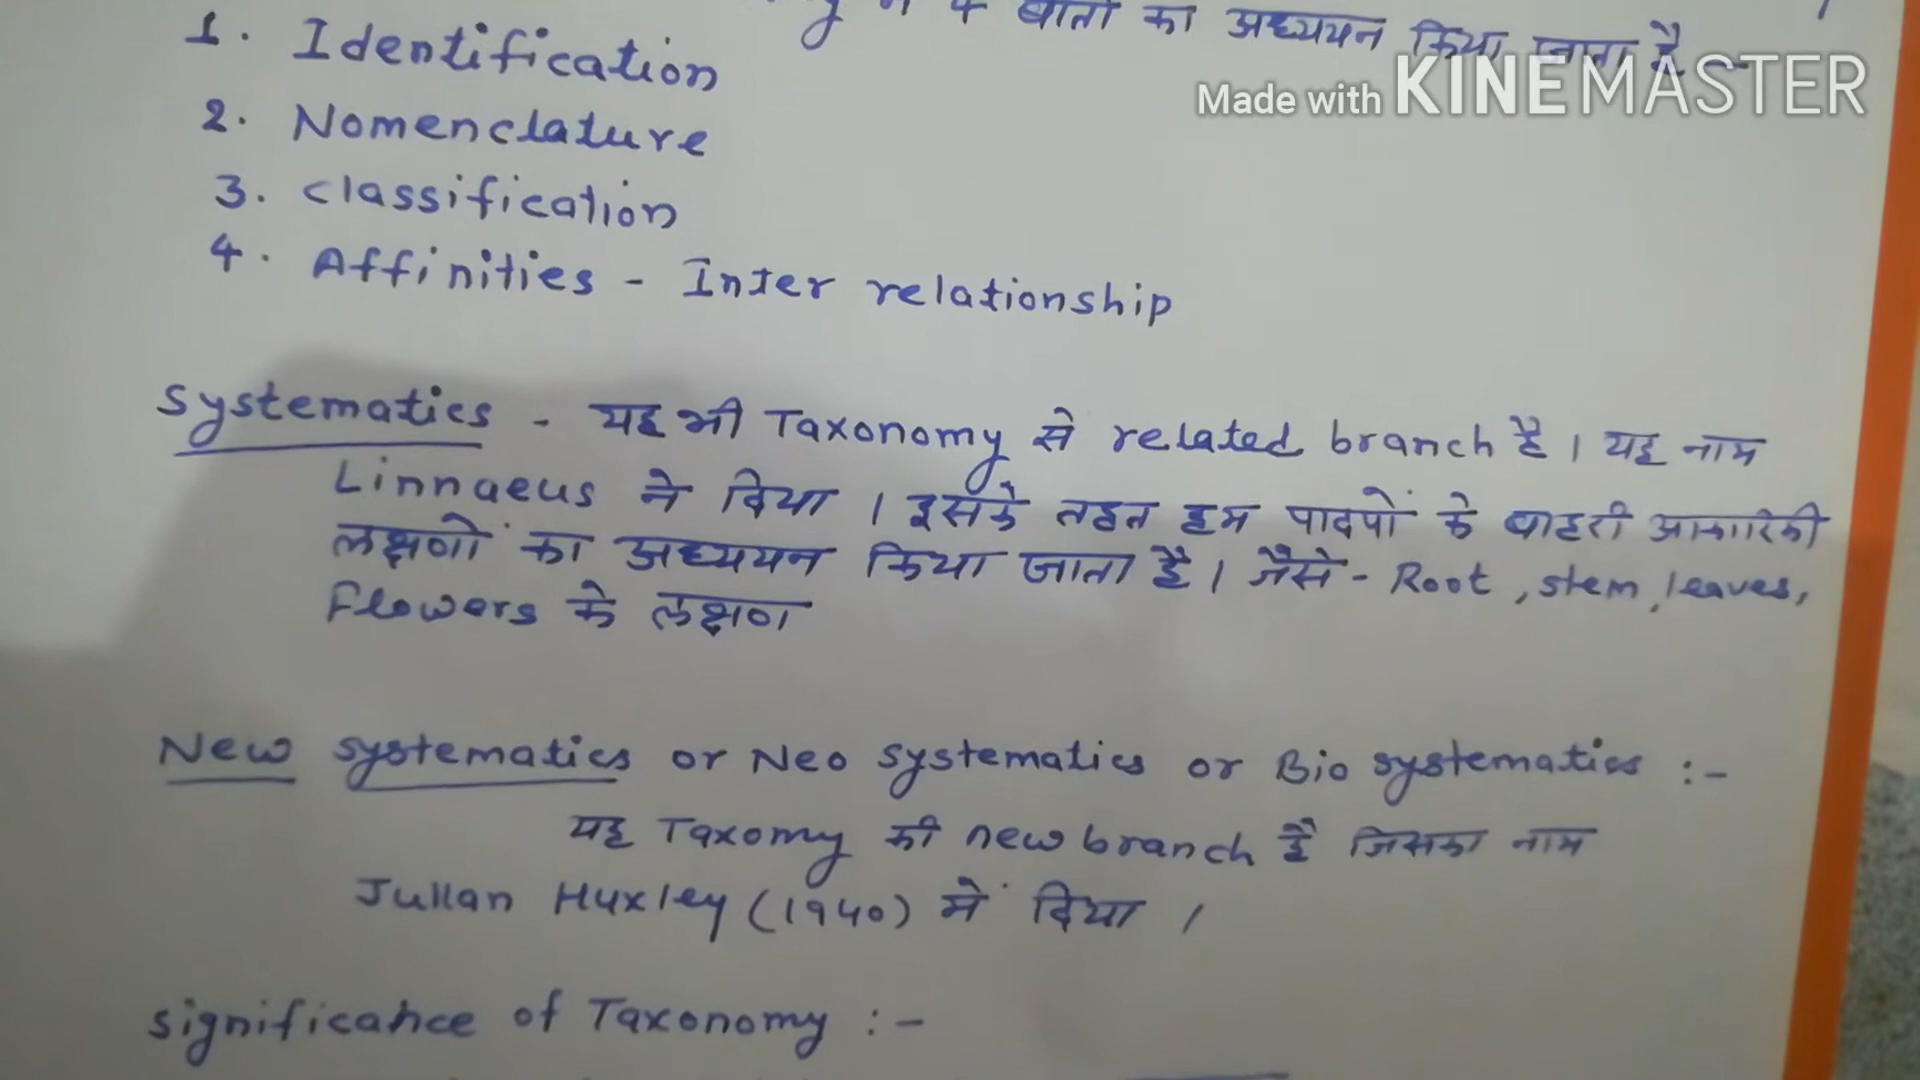 में 4 बातों का अध्ययन किया जाता है -
Made with KINEMASTER
1. Identification
2. Nomenclature
3. Classification
4. Affinities - Inter relationship
Systematics - यह भी Taxonomy से related branch है । यह नाम
Linnaeus ने दिया । इसके तहत हम पादपों के बाहरी आकारिकी
लक्षणों का अध्ययन किया जाता है । जैसे - Root, stem, leaves,
Flowers के लक्षण
New systematics or Neo systematics or Bio systematics :-
यह Taxomy की new branch है जिसका नाम
Jullan Huxley (1940) में दिया ।
significance of Taxonomy :-